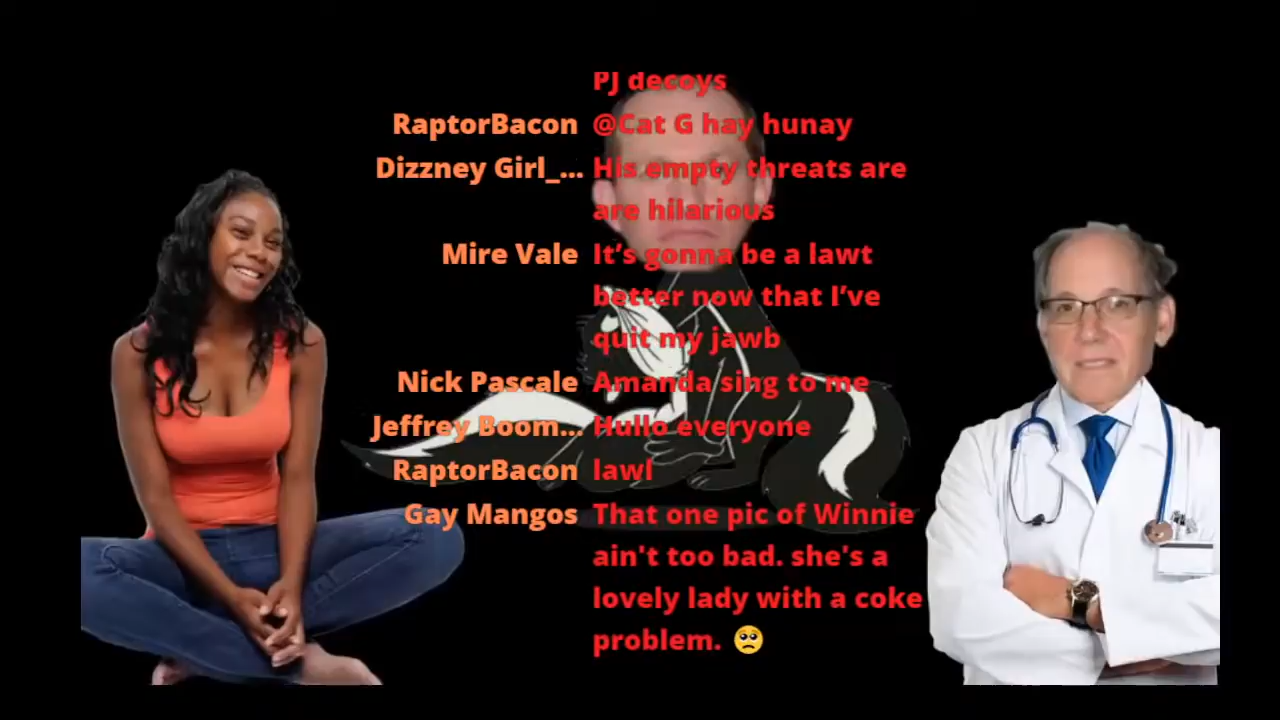 PJ decoys
RaptorBacon @Cat G hay hunay
Dizzney Girl_... His empty threats are
are hilarious
Mire Vale It’s gonna be a lawt
better now that I’ve
quit my jawb
Nick Pascale Amanda sing to me
Jeffrey Boom... Hullo everyone
RaptorBacon lawl
Gay Mangos That one pic of Winnie
ain't too bad. she's a
lovely lady with a coke
problem. 🥺